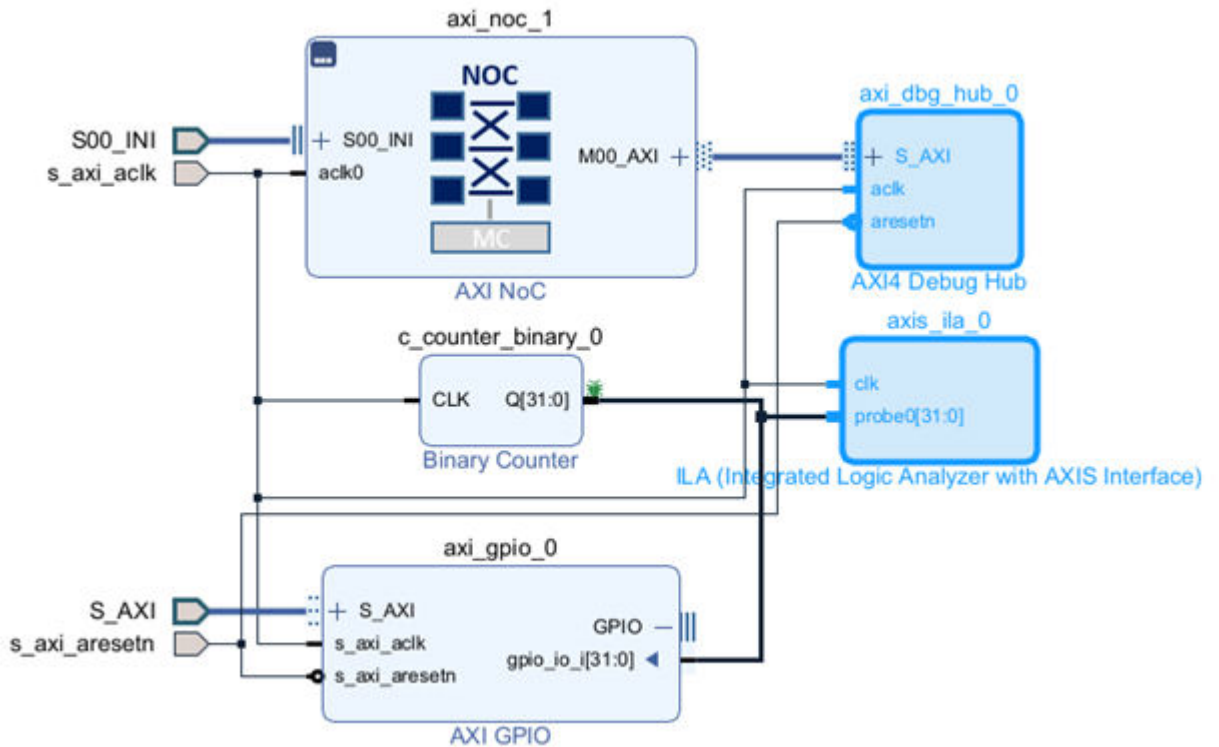 axi_noc_1
NOC
S00_INI
S00_INI
M00_AXI
s_axi_aclk
aclk0
MC
AXI NoC
axi_dbg_hub_0
S_AXI
aclk
aresetn
AXI4 Debug Hub
axis_ila_0
clk
probe0[31:0]
ILA (Integrated Logic Analyzer with AXIS Interface)
c_counter_binary_0
CLK
Q[31:0]
Binary Counter
axi_gpio_0
S_AXI
S_AXI
GPIO
s_axi_aresetn
s_axi_aclk
gpio_io_i[31:0]
s_axi_aresetn
AXI GPIO